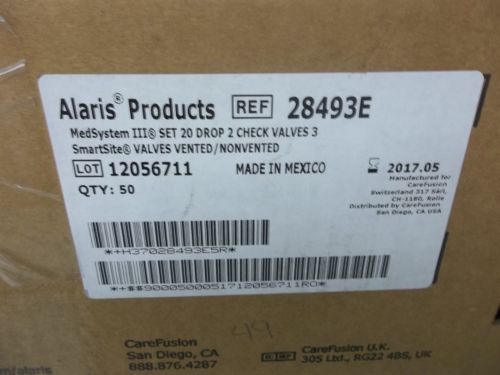 Alaris® Products REF 28493E
MedSystem III® SET 20 DROP 2 CHECK VALVES 3
SmartSite® VALVES VENTED/NONVENTED
LOT 12056711 MADE IN MEXICO 2017.05
QTY: 50
Manufactured for
CareFusion
Switzerland 317 Sàrl,
CH-1180, Rolle
Distributed by CareFusion
San Diego, CA USA
*+H37028493E5R*
*+$$9000500051712056711RO*
49
CareFusion
San Diego, CA
888.876.4287
CareFusion U.K.
305 Ltd., RG22 4BS, UK
m/alaris